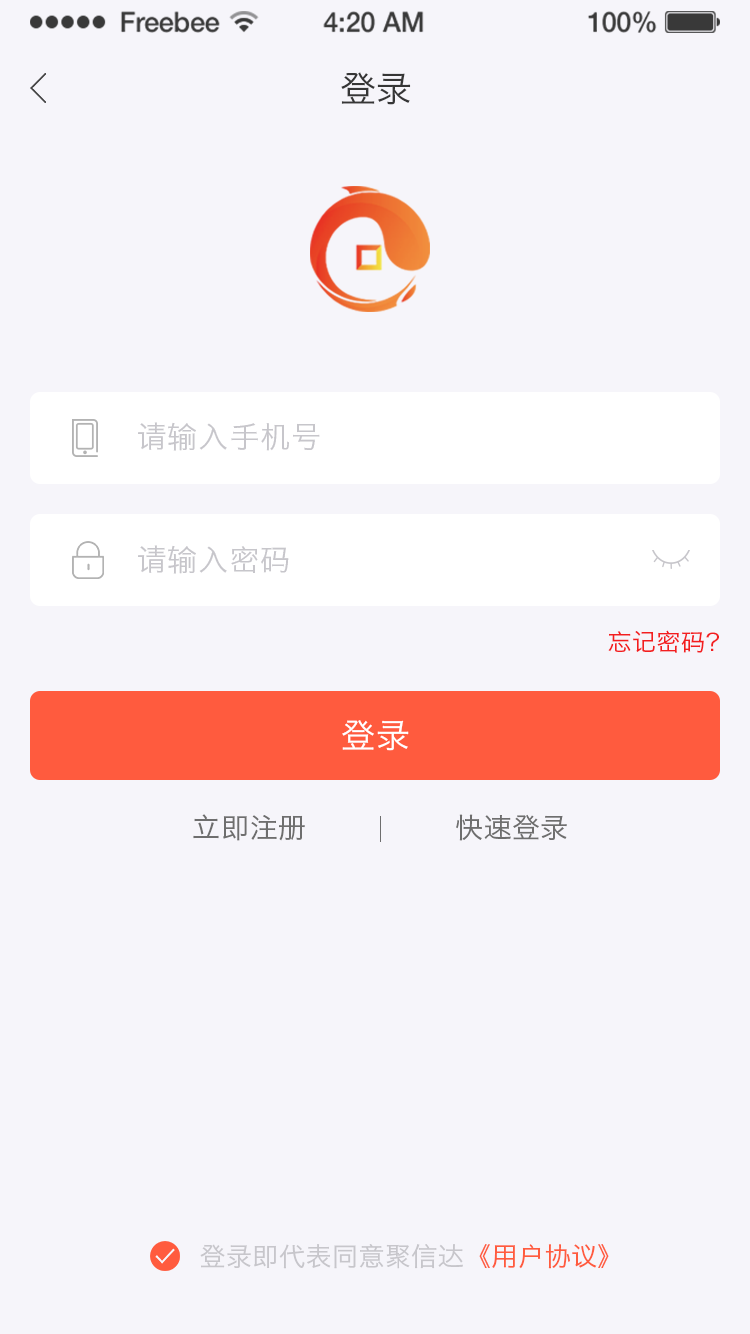 Freebee 4:20 AM 100%
登录
请输入手机号
请输入密码
忘记密码?
登录
立即注册 | 快速登录
登录即代表同意聚信达《用户协议》